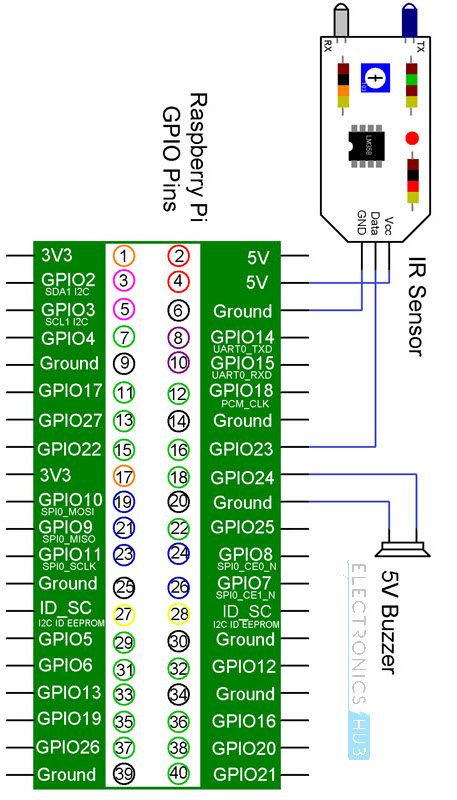 RX
TX
LM358
GND
Data
Vcc
IR Sensor
Raspberry Pi
GPIO Pins
3V3 1 2 5V
GPIO2 3 4 5V
SDA1 I2C
GPIO3 5 6 Ground
SCL1 I2C
GPIO4 7 8 GPIO14
UART0_TXD
Ground 9 10 GPIO15
UART0_RXD
GPIO17 11 12 GPIO18
PCM_CLK
GPIO27 13 14 Ground
GPIO22 15 16 GPIO23
3V3 17 18 GPIO24
GPIO10 19 20 Ground
SPI0_MOSI
GPIO9 21 22 GPIO25
SPI0_MISO
GPIO11 23 24 GPIO8
SPI0_SCLK SPI0_CE0_N
Ground 25 26 GPIO7
SPI0_CE1_N
ID_SC 27 28 ID_SC
I2C ID EEPROM I2C ID EEPROM
GPIO5 29 30 Ground
GPIO6 31 32 GPIO12
GPIO13 33 34 Ground
GPIO19 35 36 GPIO16
GPIO26 37 38 GPIO20
Ground 39 40 GPIO21
5V Buzzer
ELECTRONICS
HUB